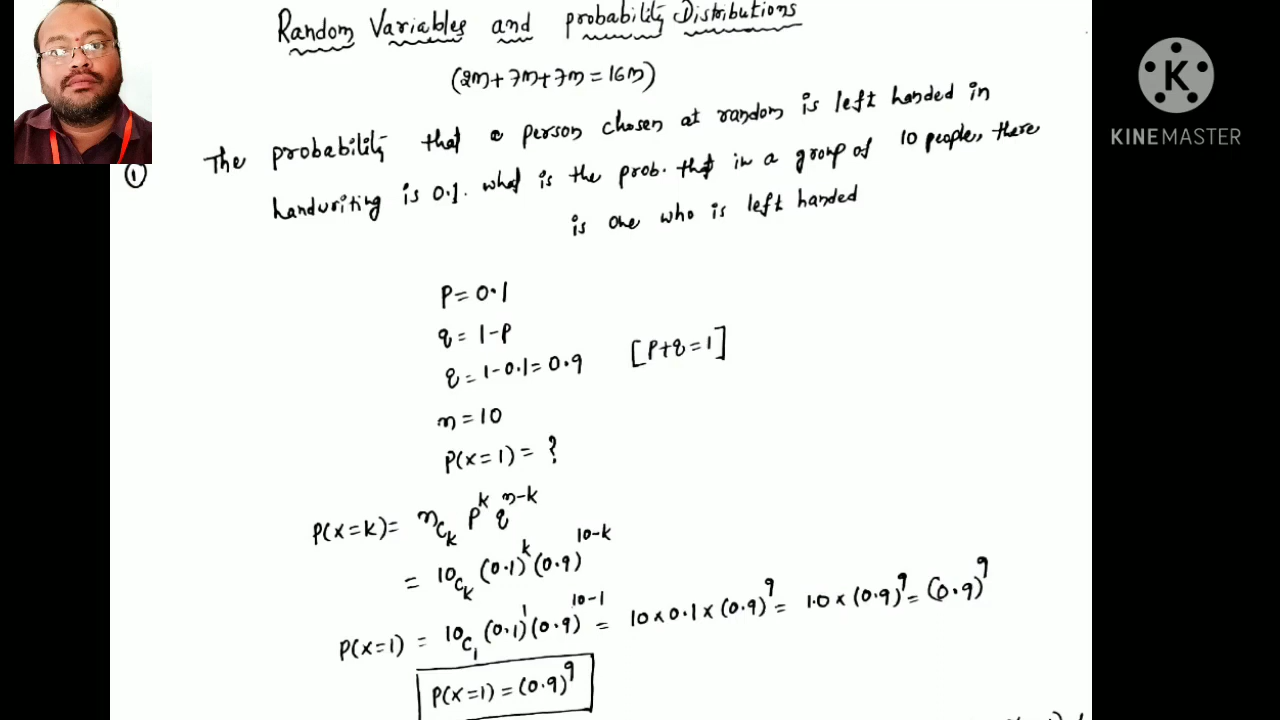 Random Variables and probability Distributions
(2M+7M+7M=16M)
① The probability that a person chosen at random is left handed in
handwriting is 0.1. what is the prob. that in a group of 10 people, there
is one who is left handed
K
KINEMASTER
P=0.1
q=1-P
q=1-0.1=0.9 [P+q=1]
n=10
P(x=1)=?
P(x=k)= n_C_k P^k q^n-k
= 10_C_k (0.1)^k (0.9)^10-k
P(x=1) = 10_C_1 (0.1)^1 (0.9)^10-1 = 10×0.1×(0.9)^9 = 1.0×(0.9)^9 = (0.9)^9
P(x=1)=(0.9)^9